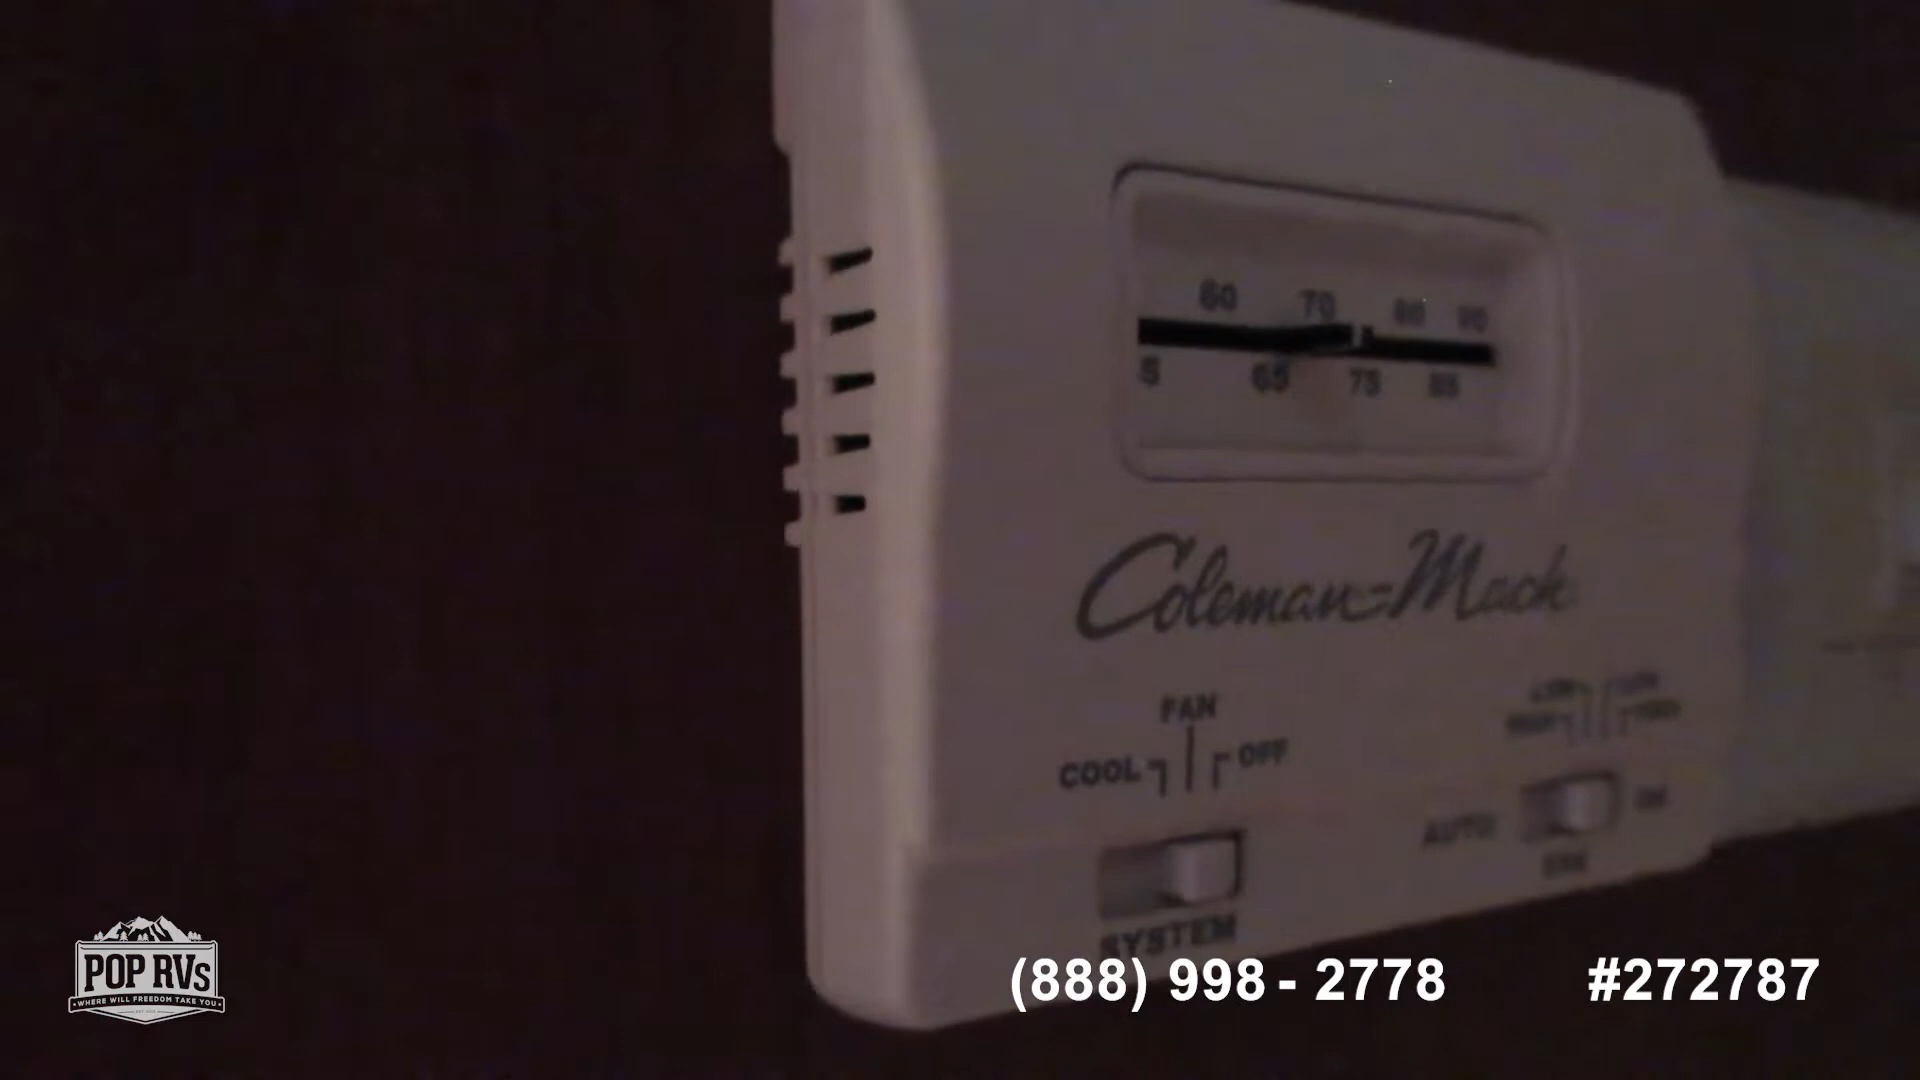 60 70 80 90
5 65 75 85
Coleman-Mach
FAN
COOL OFF
AUTO ON
FAN
SYSTEM
POP RVs
WHERE WILL FREEDOM TAKE YOU
(888) 998 - 2778
#272787